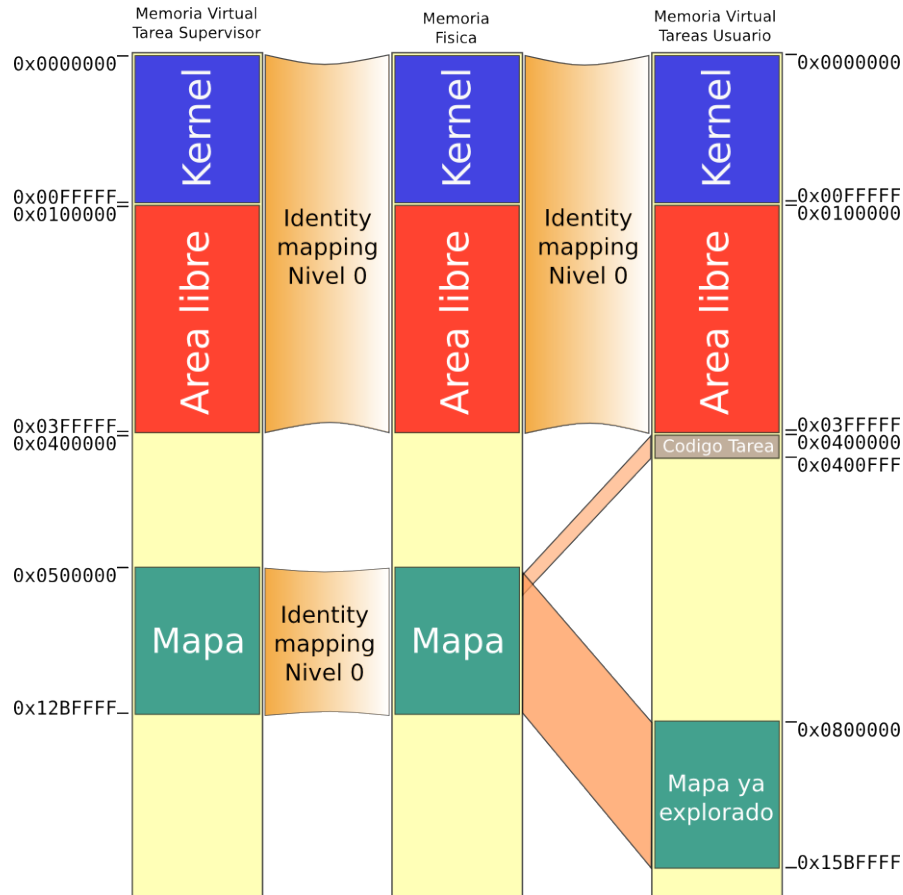 Memoria Virtual
Tarea Supervisor
Memoria
Fisica
Memoria Virtual
Tareas Usuario
0x0000000
0x00FFFFF
0x0100000
0x03FFFFF
0x0400000
0x0500000
0x12BFFFF
Kernel
Area libre
Mapa
Identity
mapping
Nivel 0
Identity
mapping
Nivel 0
Kernel
Area libre
Mapa
Identity
mapping
Nivel 0
Kernel
Area libre
Codigo Tarea
Mapa ya
explorado
0x0000000
0x00FFFFF
0x0100000
0x03FFFFF
0x0400000
0x0400FFF
0x0800000
0x15BFFFF